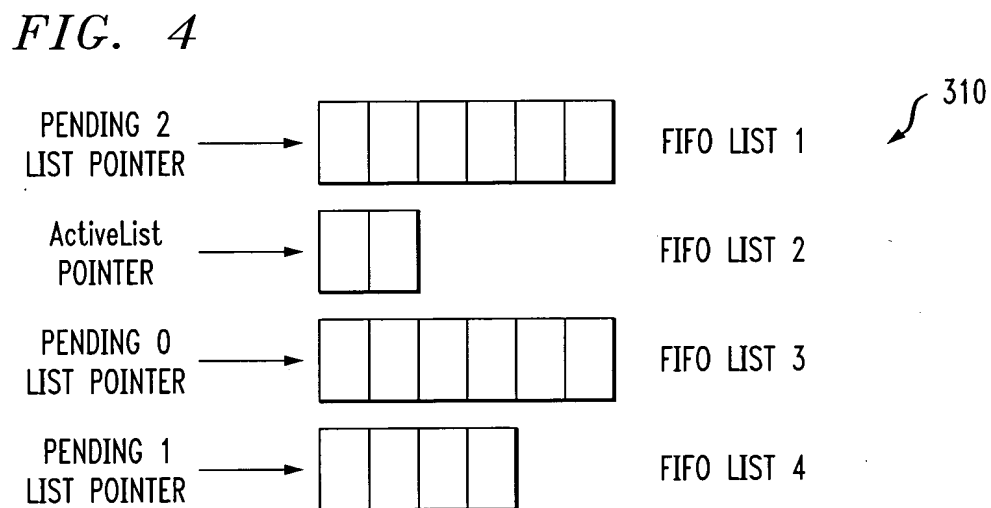 FIG. 4
310
PENDING 2
LIST POINTER
FIFO LIST 1
ActiveList
POINTER
FIFO LIST 2
PENDING 0
LIST POINTER
FIFO LIST 3
PENDING 1
LIST POINTER
FIFO LIST 4